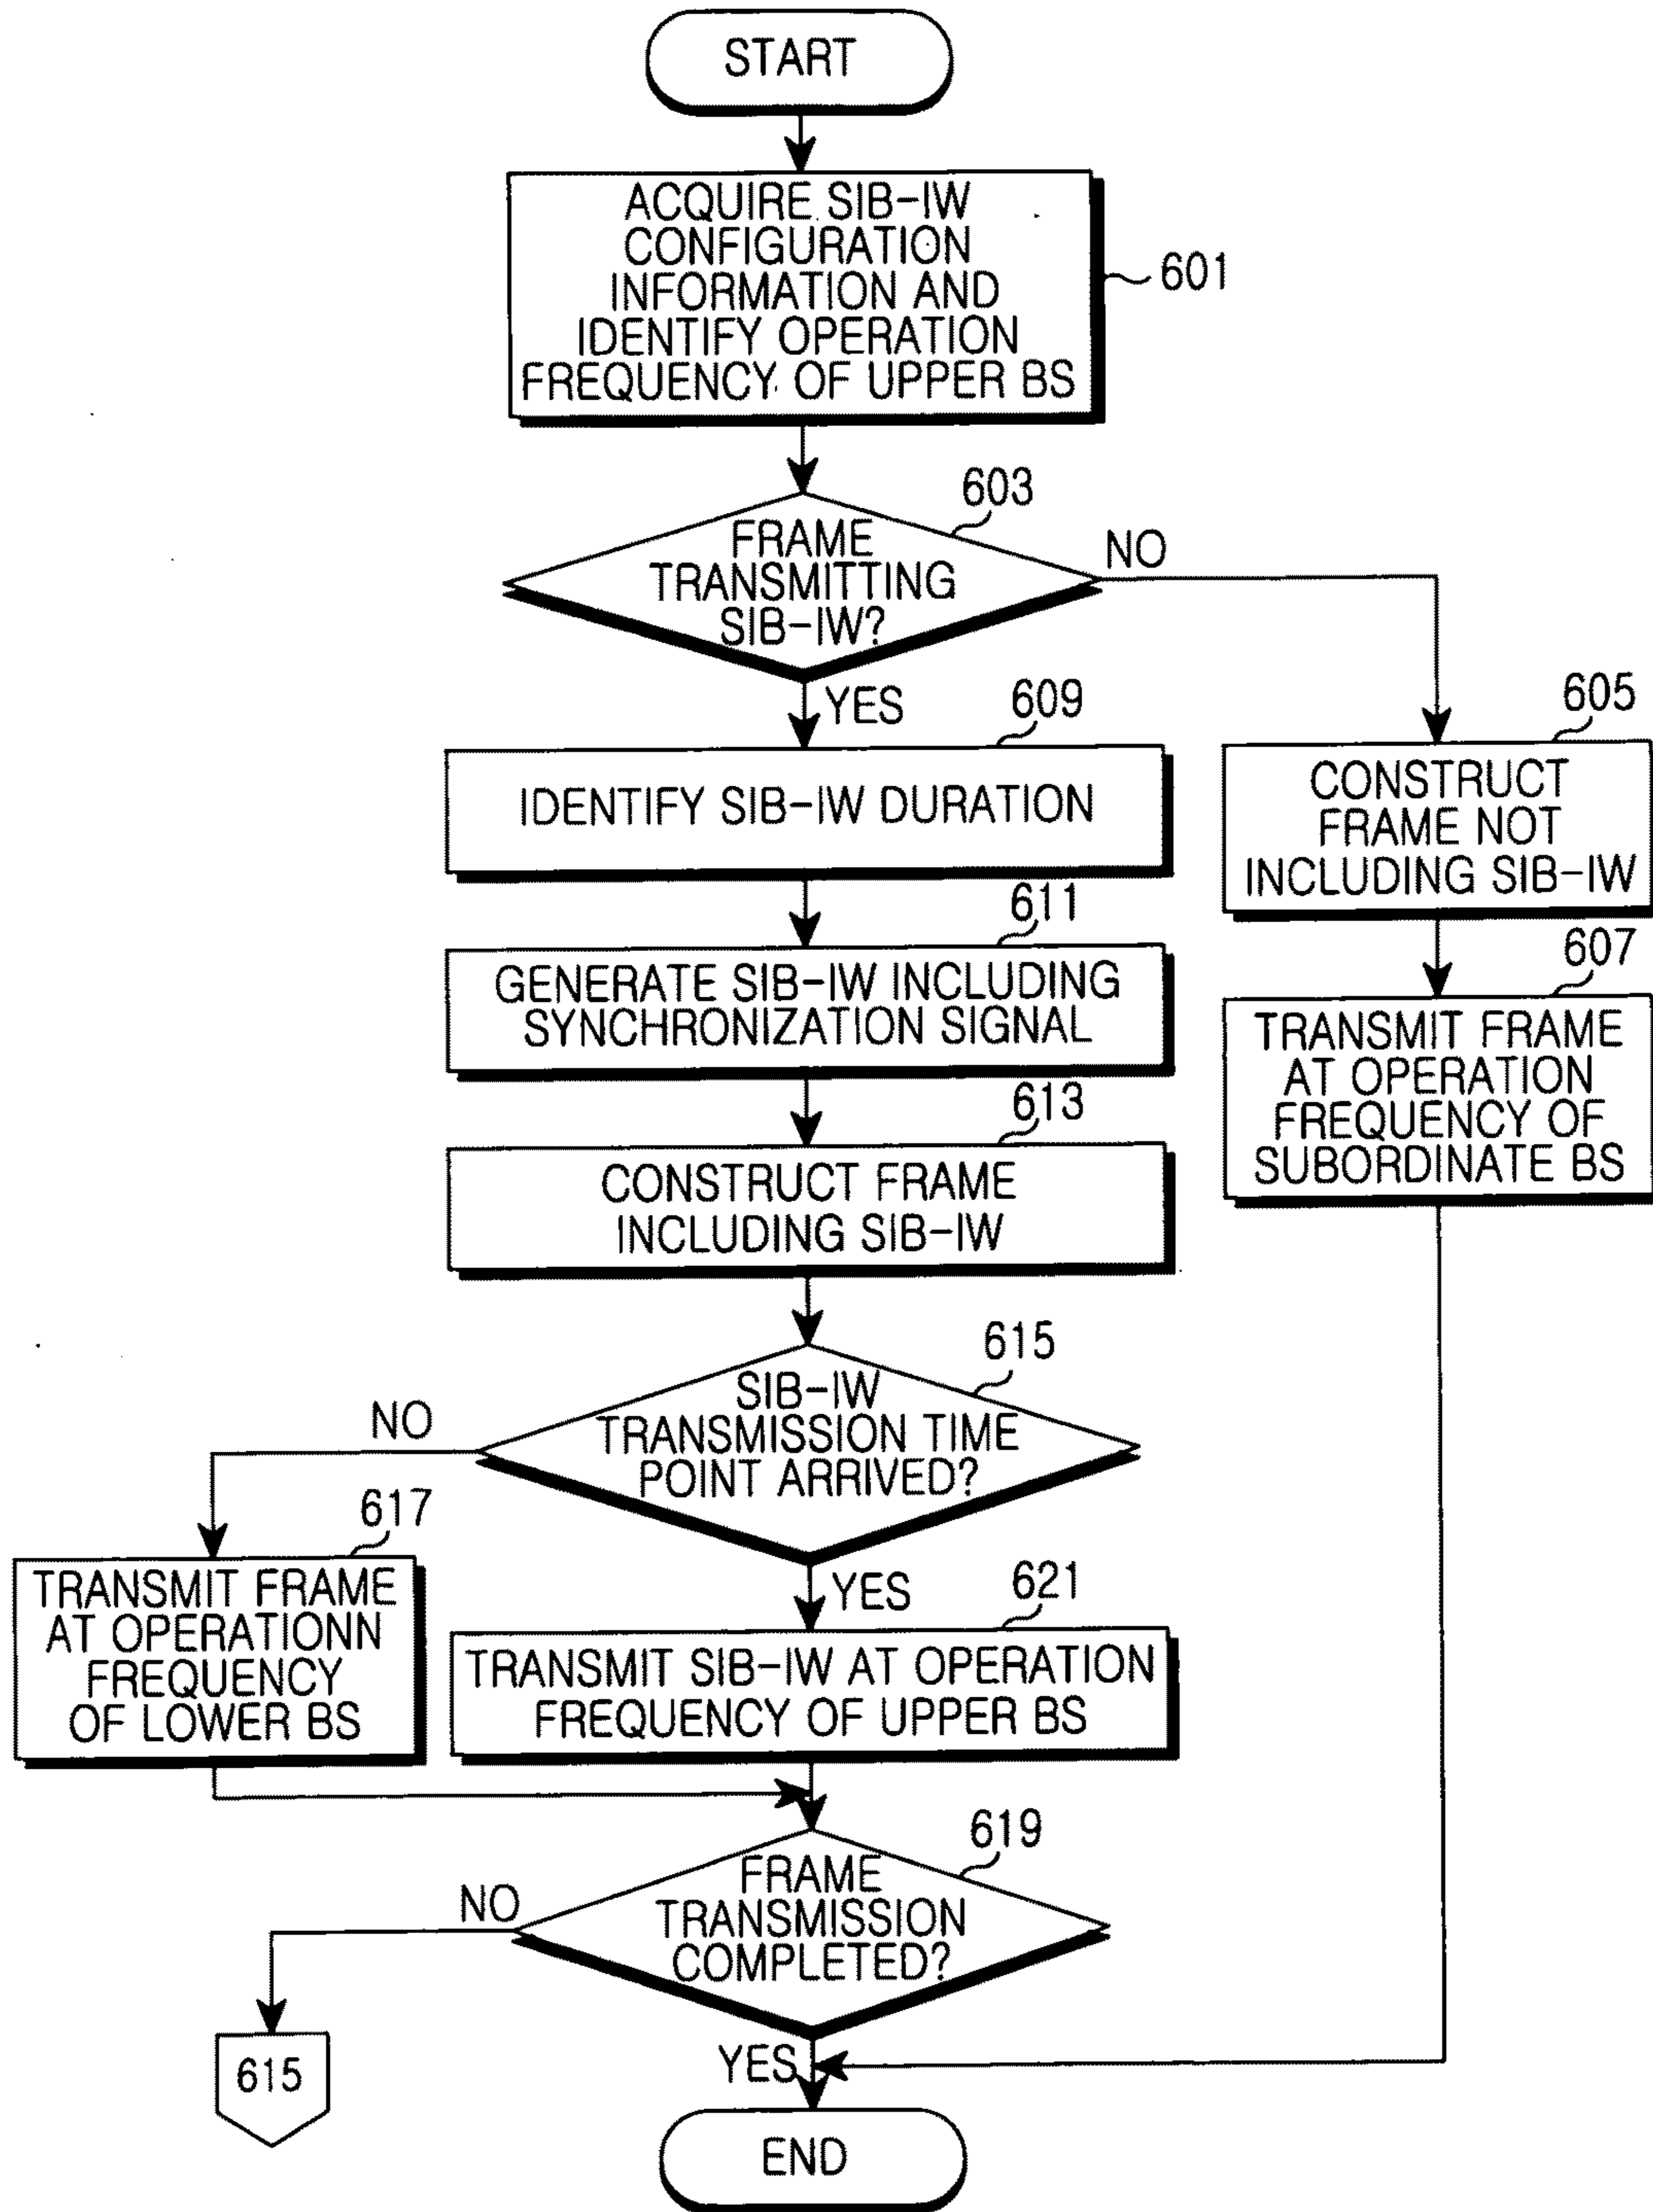 START
ACQUIRE SIB-IW
CONFIGURATION
INFORMATION AND
IDENTIFY OPERATION
FREQUENCY OF UPPER BS
601
603
FRAME
TRANSMITTING
SIB-IW?
NO
YES
609
IDENTIFY SIB-IW DURATION
605
CONSTRUCT
FRAME NOT
INCLUDING SIB-IW
611
GENERATE SIB-IW INCLUDING
SYNCHRONIZATION SIGNAL
607
TRANSMIT FRAME
AT OPERATION
FREQUENCY OF
SUBORDINATE BS
613
CONSTRUCT FRAME
INCLUDING SIB-IW
615
SIB-IW
TRANSMISSION TIME
POINT ARRIVED?
NO
YES
617
TRANSMIT FRAME
AT OPERATIONN
FREQUENCY
OF LOWER BS
621
TRANSMIT SIB-IW AT OPERATION
FREQUENCY OF UPPER BS
619
FRAME
TRANSMISSION
COMPLETED?
NO
615
YES
END